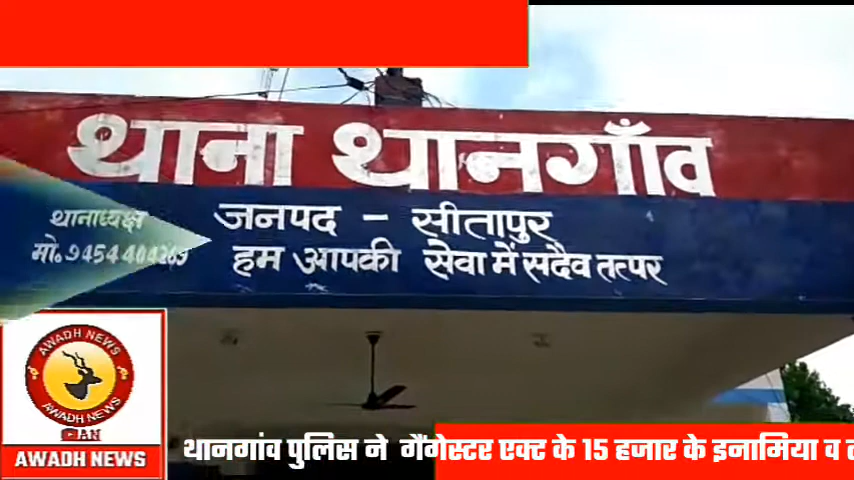 थाना थानगाँव
थानाध्यक्ष
जनपद - सीतापुर
मो. 9454404269
हम आपकी सेवा में सदैव तत्पर
AWADH NEWS
AWADH NEWS
AWADH NEWS
थानगांव पुलिस ने गैंगेस्टर एक्ट के 15 हजार के इनामिया व